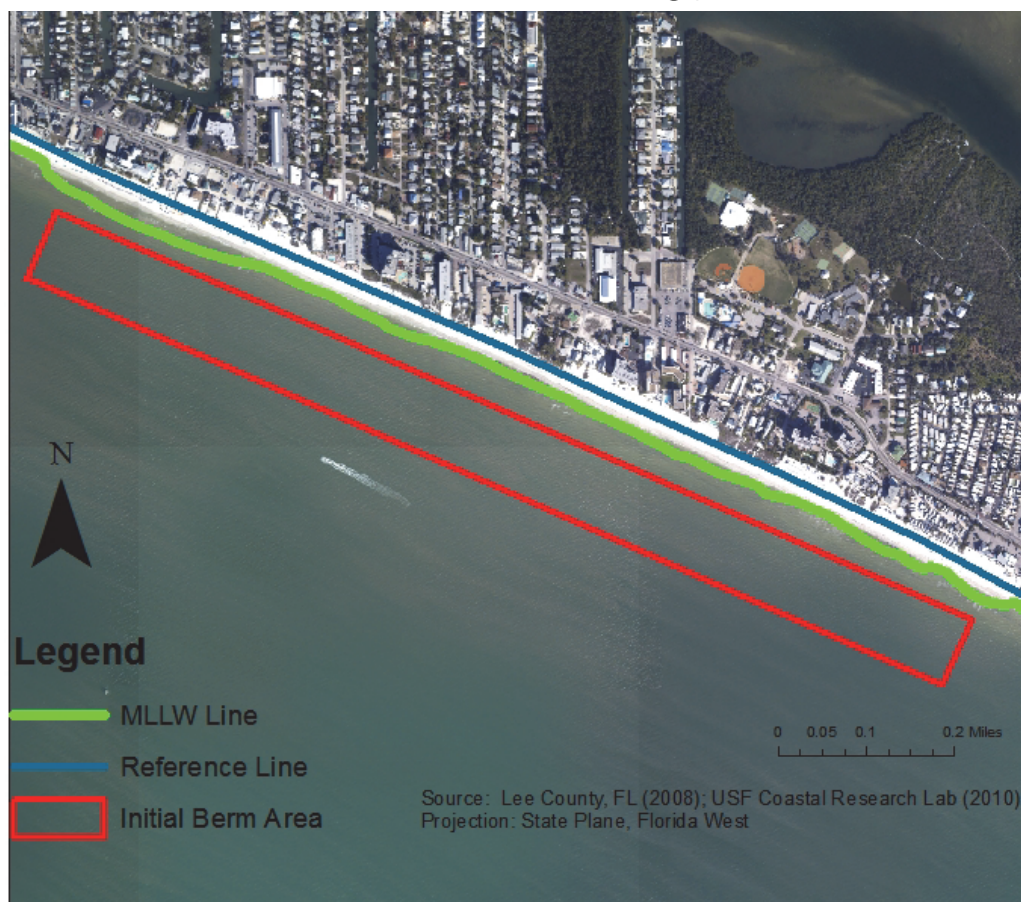 N
Legend
MLLW Line
Reference Line
Initial Berm Area
0 0.05 0.1 0.2 Miles
Source: Lee County, FL (2008); USF Coastal Research Lab (2010)
Projection: State Plane, Florida West